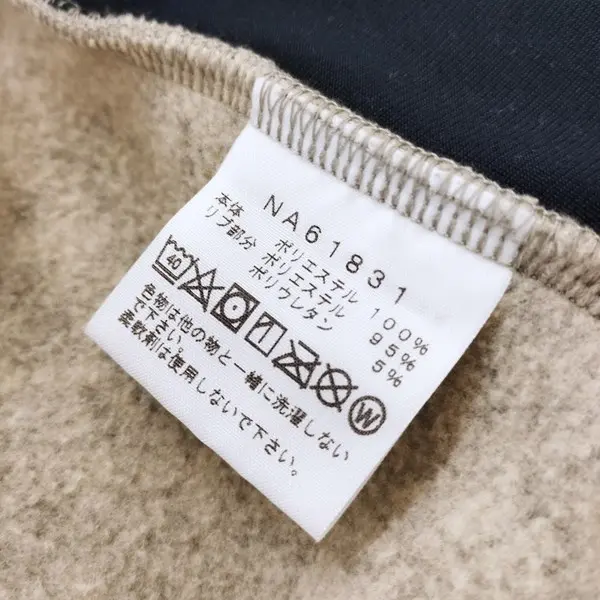 NA61831
本体 ポリエステル 100%
リブ部分 ポリエステル 95%
ポリウレタン 5%
40 W
色物は他の物と一緒に洗濯しない
で下さい。
柔軟剤は使用しないで下さい。